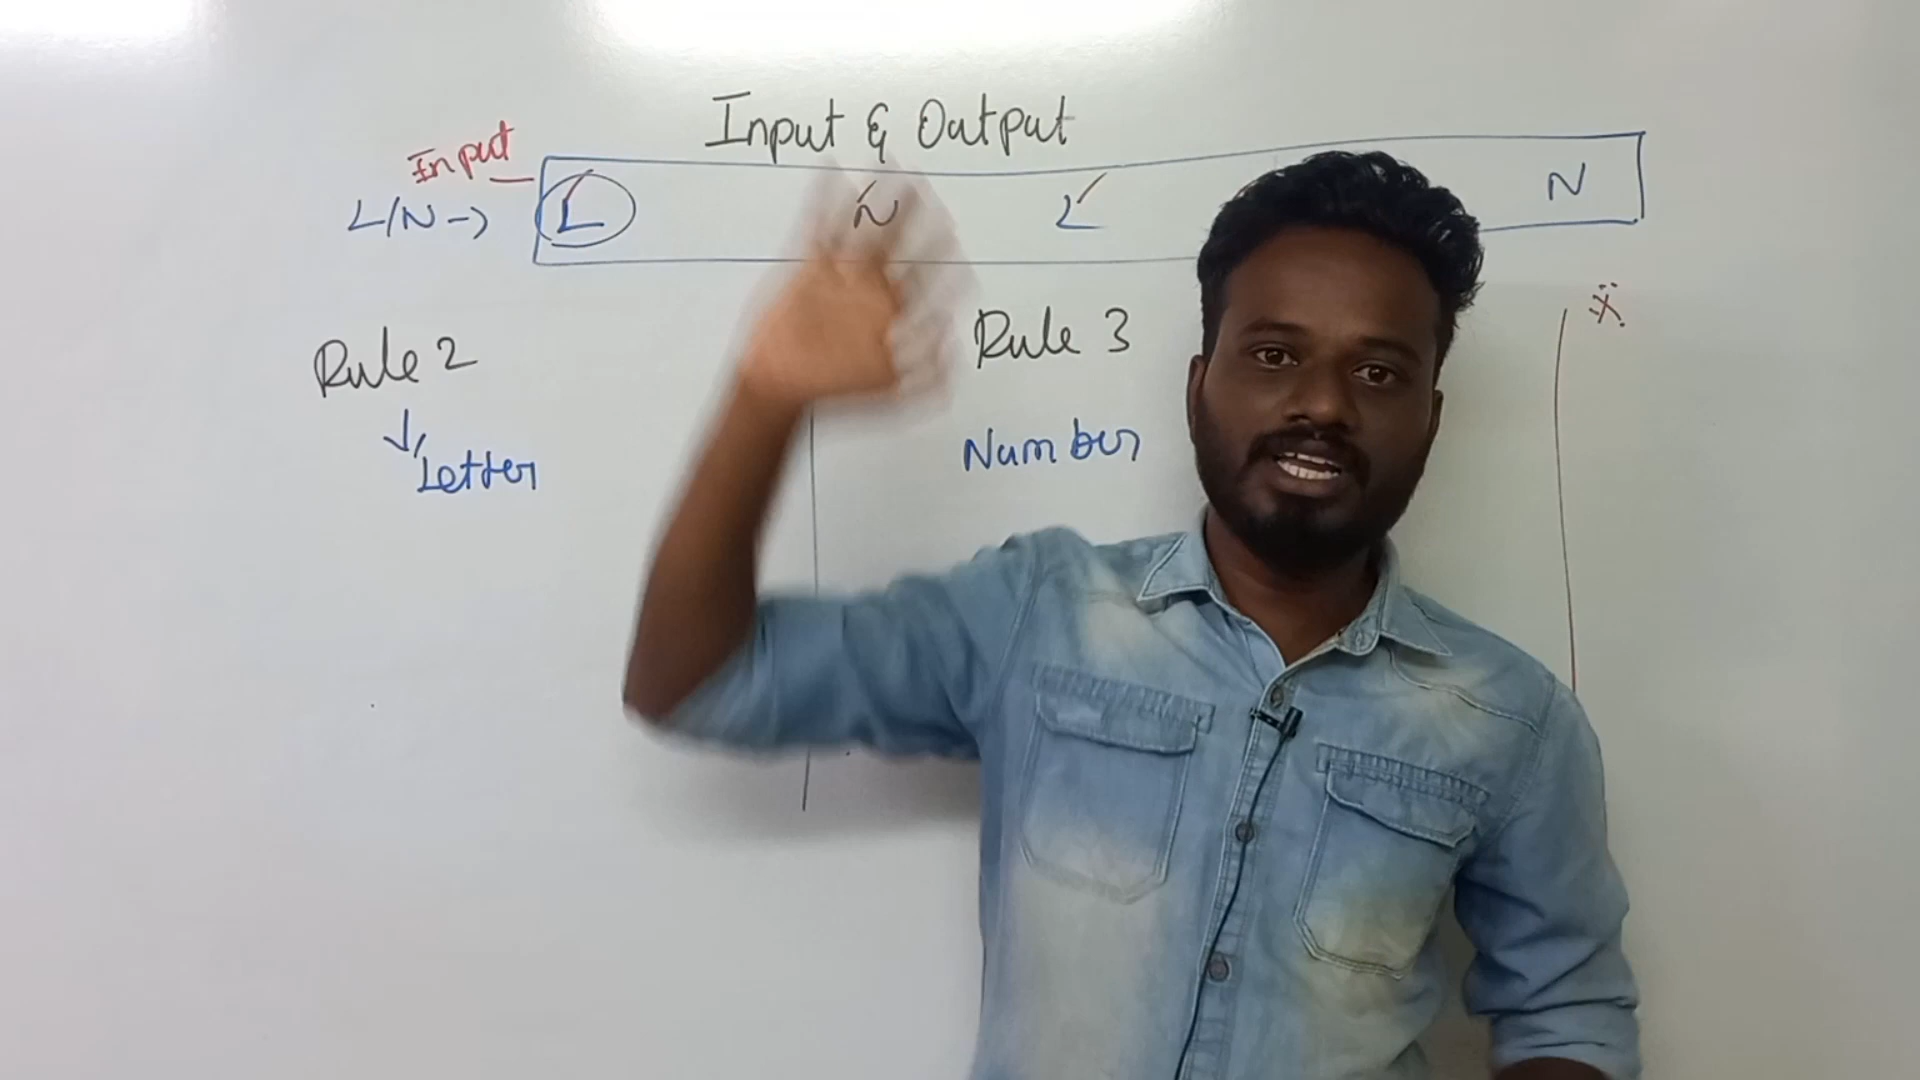 Input & Output
Input
L/N → L N L N
Rule 2
↓
Letter
Rule 3
Number